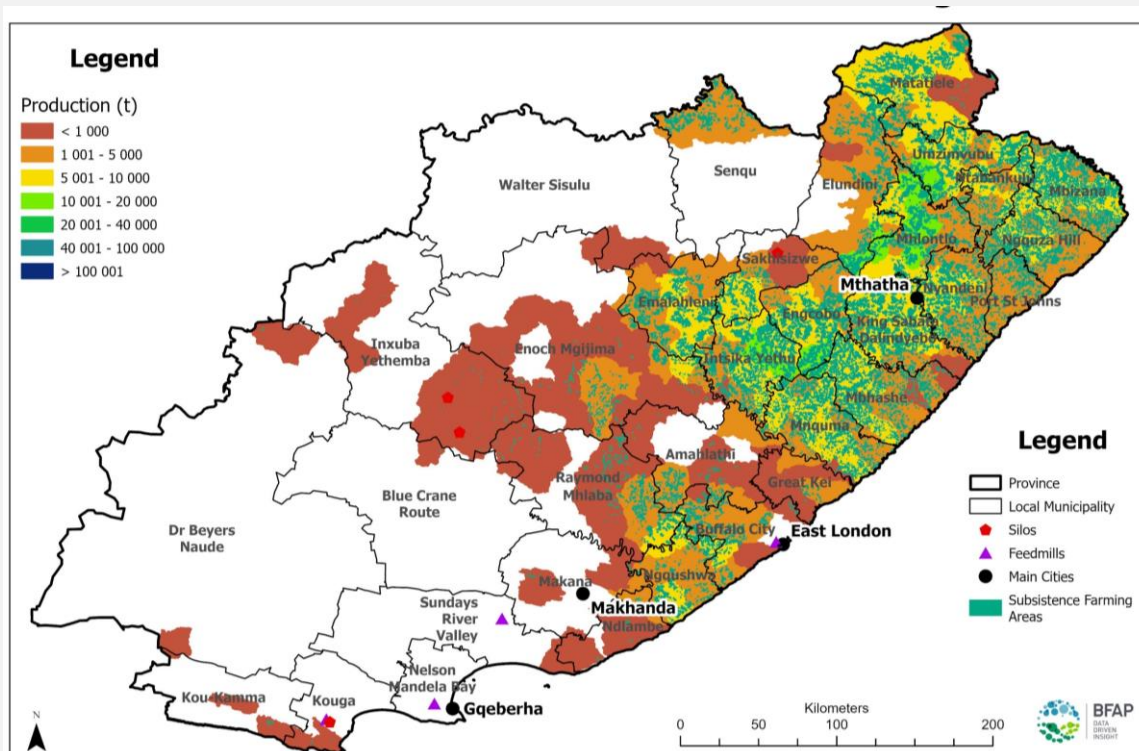 Legend
Production (t)
< 1 000
1 001 - 5 000
5 001 - 10 000
10 001 - 20 000
20 001 - 40 000
40 001 - 100 000
> 100 001
Matatiele
Umzimvubu
Ntabankulu
Mbizana
Senqu
Walter Sisulu
Elundini
Mhlontlo
Ngquza Hill
Sakhisizwe
Mthatha
Nyandeni
Port St Johns
Emalahleni
Engcobo
King Sabata
Dalindyebo
Inxuba
Yethemba
Enoch Mgijima
Intsika Yethu
Mbhashe
Mnquma
Amahlathi
Great Kei
Raymond
Mhlaba
Blue Crane
Route
Dr Beyers
Naude
Buffalo City
East London
Ngqushwa
Makana
Makhanda
Ndlambe
Sundays
River
Valley
Nelson
Mandela Bay
Kou-Kamma
Kouga
Gqeberha
Legend
Province
Local Municipality
Silos
Feedmills
Main Cities
Subsistence Farming
Areas
N
Kilometers
0 50 100 200
BFAP
DATA
DRIVEN
INSIGHT